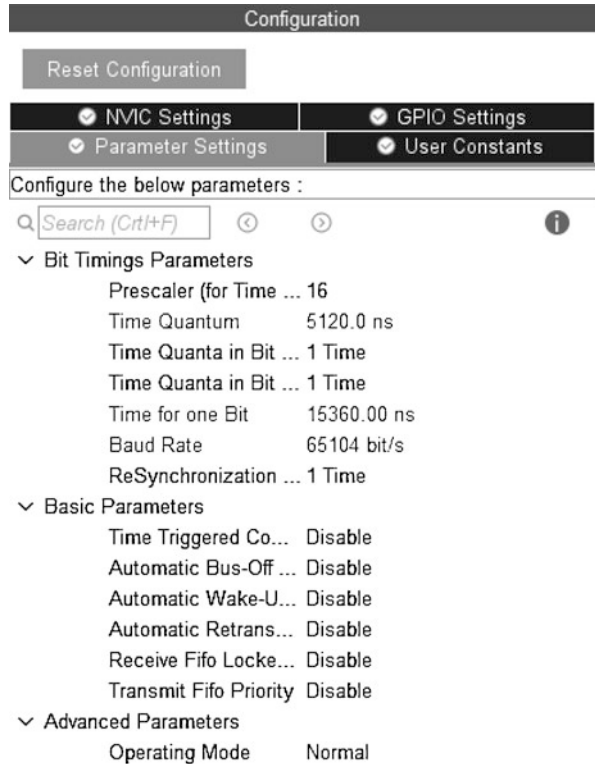 Configuration
Reset Configuration
NVIC Settings GPIO Settings
Parameter Settings User Constants
Configure the below parameters :
Search (Crtl+F)
Bit Timings Parameters
Prescaler (for Time ... 16
Time Quantum 5120.0 ns
Time Quanta in Bit ... 1 Time
Time Quanta in Bit ... 1 Time
Time for one Bit 15360.00 ns
Baud Rate 65104 bit/s
ReSynchronization ... 1 Time
Basic Parameters
Time Triggered Co... Disable
Automatic Bus-Off ... Disable
Automatic Wake-U... Disable
Automatic Retrans... Disable
Receive Fifo Locke... Disable
Transmit Fifo Priority Disable
Advanced Parameters
Operating Mode Normal